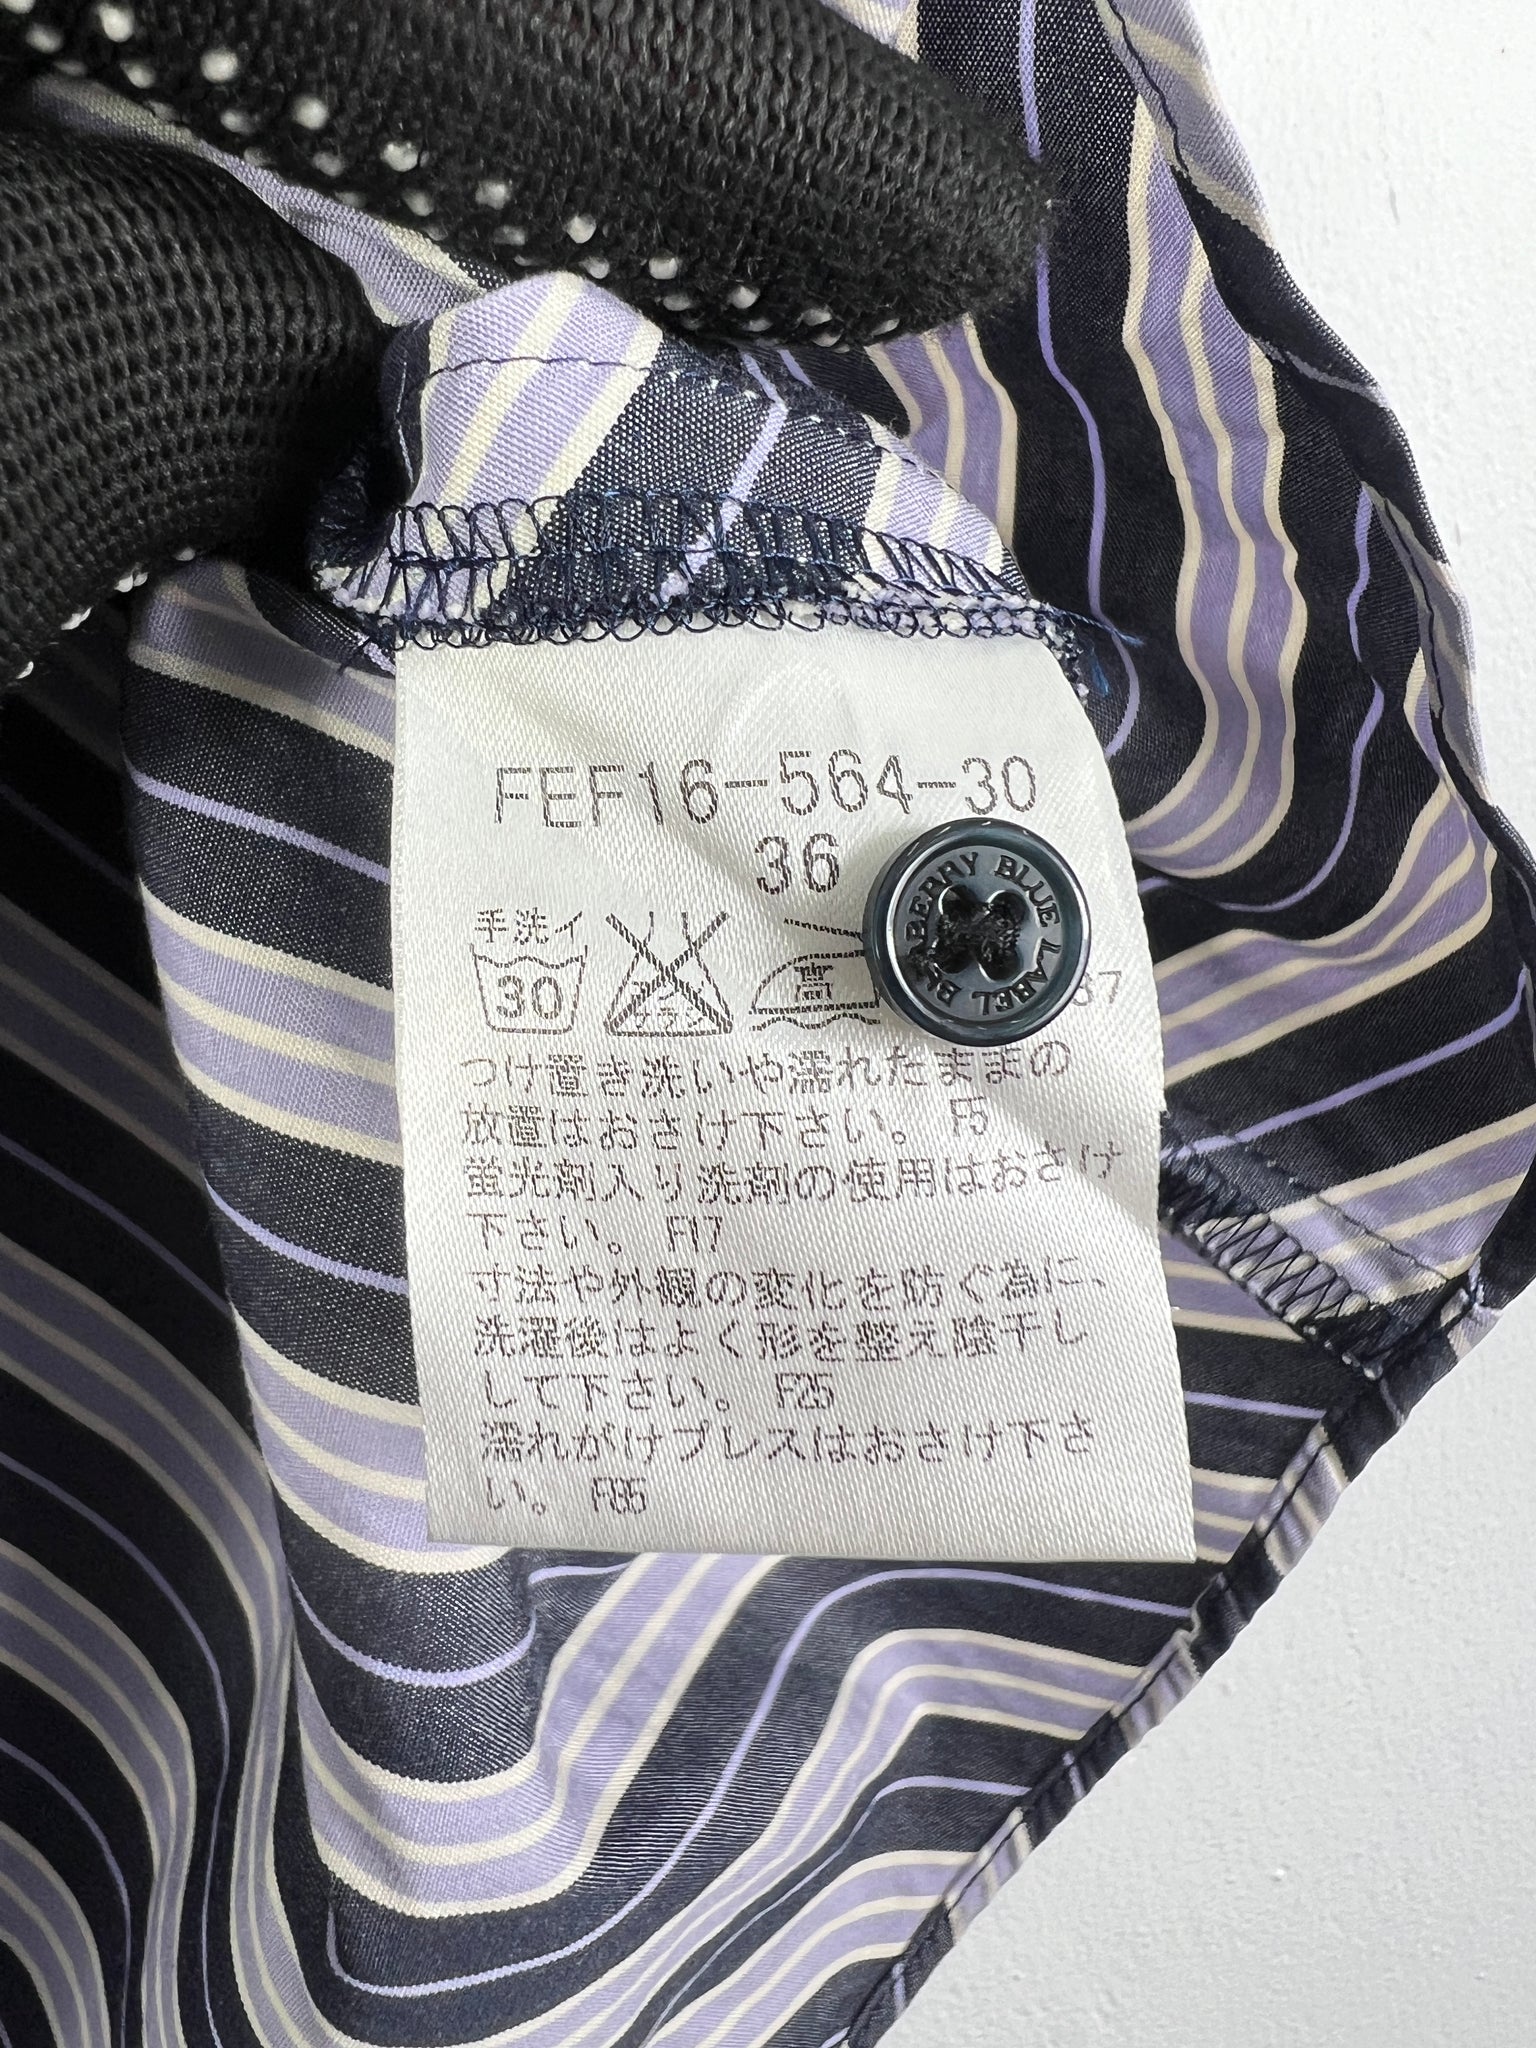 FEF16-564-30
36
手洗イ
30
高
87
BURBERRY BLUE LABEL
つけ置き洗いや濡れたままの
放置はおさけ下さい。 F5
蛍光剤入り洗剤の使用はおさけ
下さい。 F17
寸法や外観の変化を防ぐ為に、
洗濯後はよく形を整え陰干し
して下さい。 F25
濡れがけプレスはおさけ下さ
い。 F85